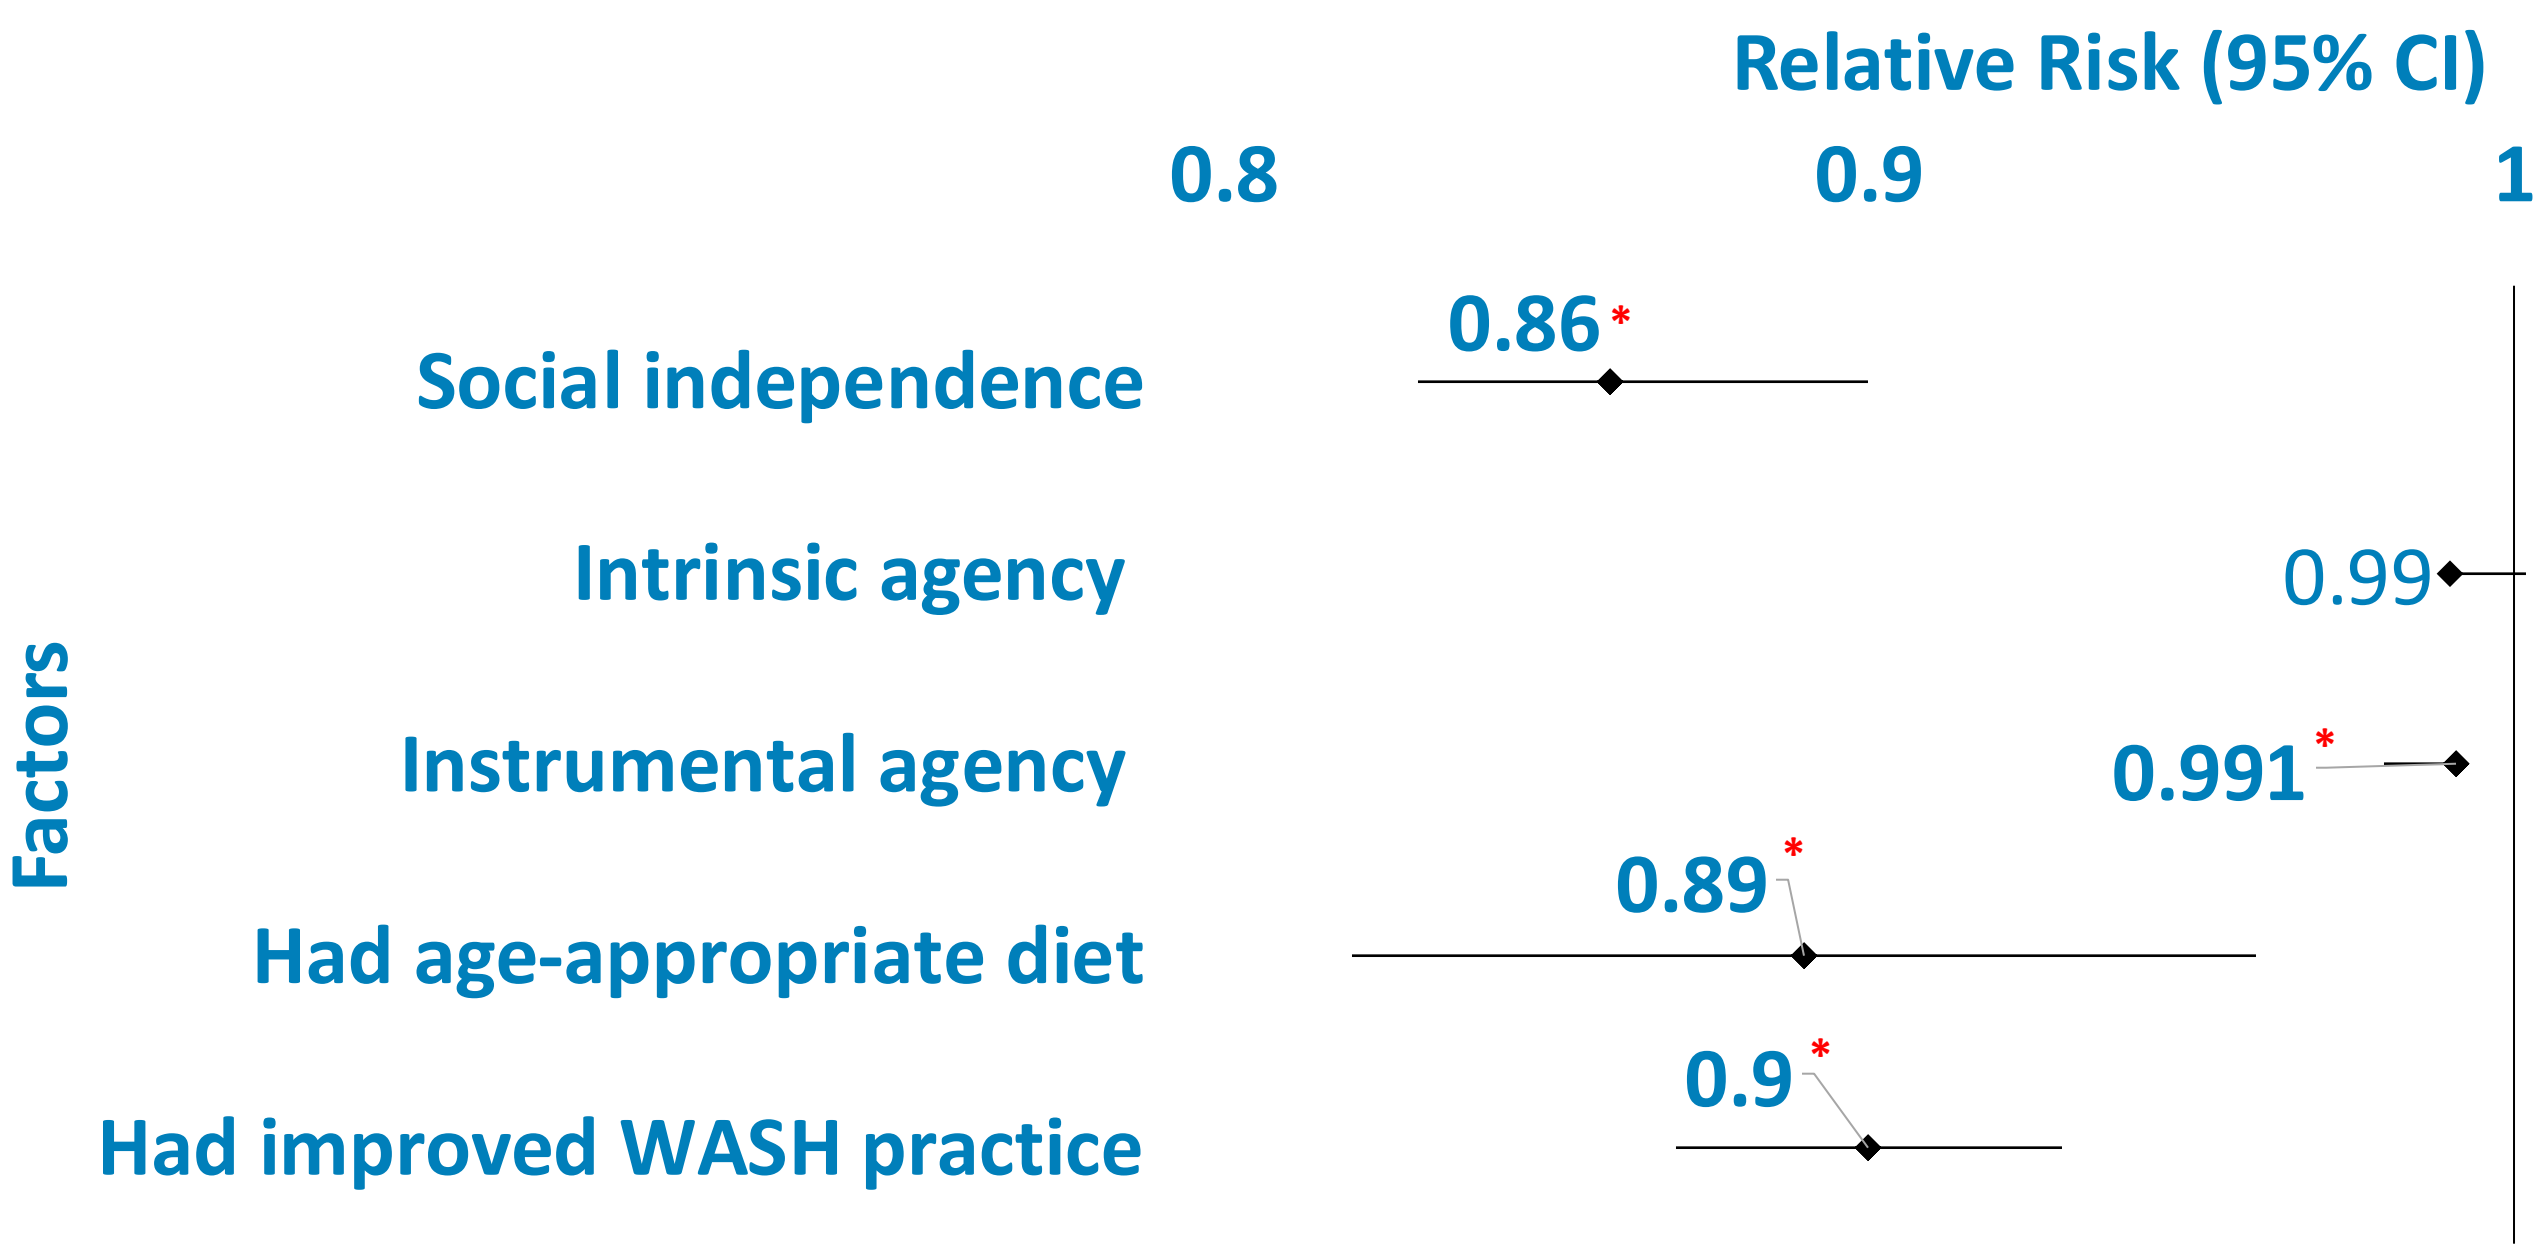 Relative Risk (95% CI)
0.8 0.9 1
0.86*
Social independence
Intrinsic agency 0.99
Instrumental agency 0.991*
Factors
0.89*
Had age-appropriate diet
0.9*
Had improved WASH practice